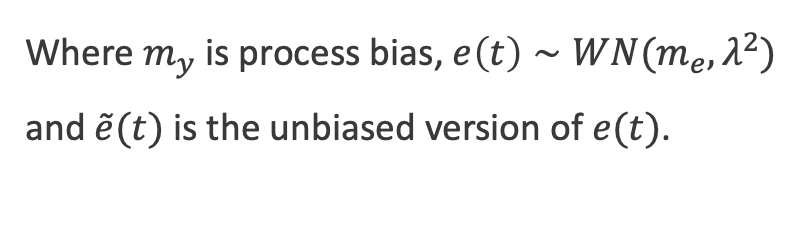 Where m_y is process bias, e(t) ~ WN(m_e, λ²)
and ẽ(t) is the unbiased version of e(t).